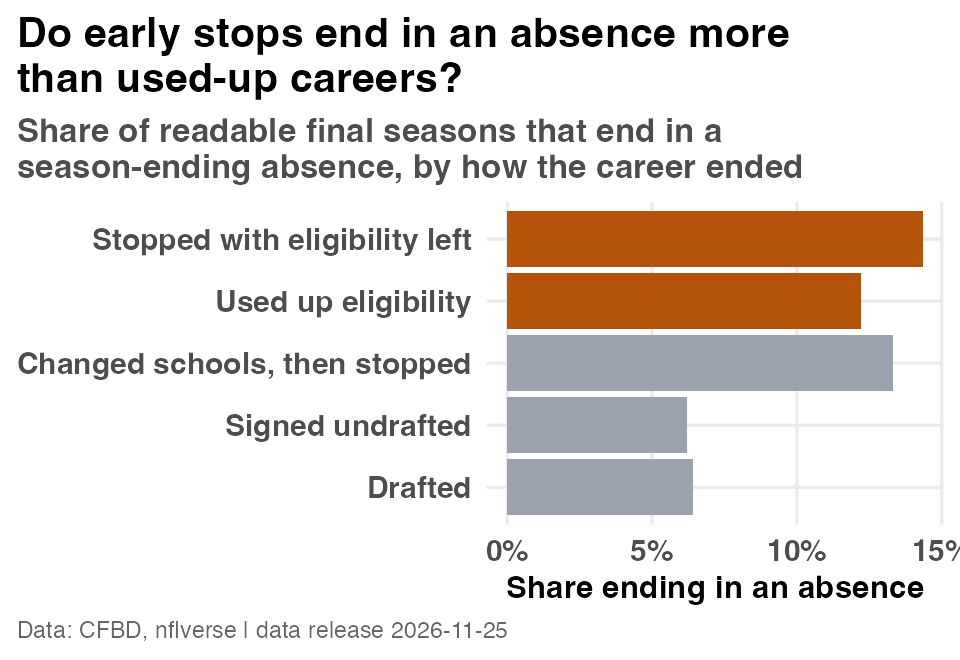 Do early stops end in an absence more
than used-up careers?
Share of readable final seasons that end in a
season-ending absence, by how the career ended
Stopped with eligibility left
Used up eligibility
Changed schools, then stopped
Signed undrafted
Drafted
0% 5% 10% 15%
Share ending in an absence
Data: CFBD, nflverse | data release 2026-11-25